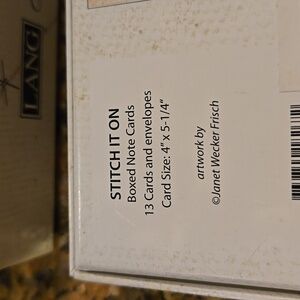 LANG
STITCH IT ON
Boxed Note Cards
13 Cards and envelopes
Card Size: 4" x 5-1/4"
artwork by
©Janet Wecker Frisch